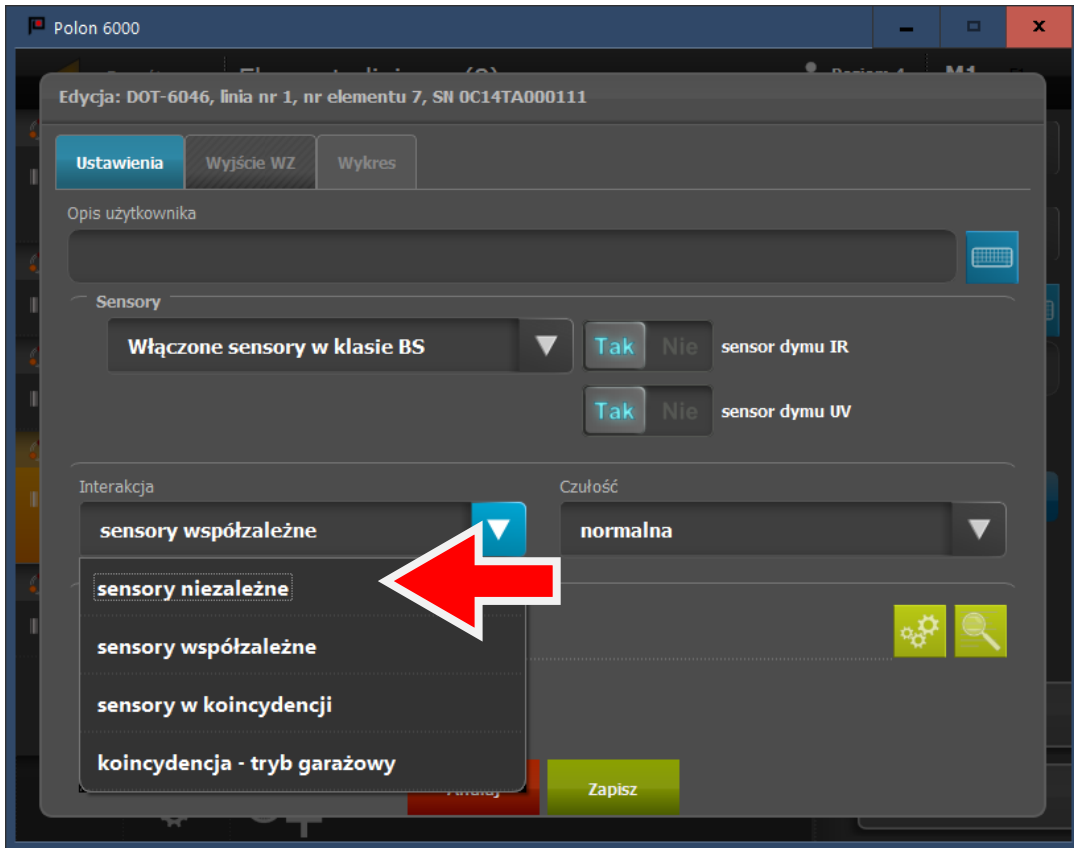 Polon 6000
Edycja: DOT-6046, linia nr 1, nr elementu 7, SN 0C14TA000111
Ustawienia
Wyjście WZ
Wykres
Opis użytkownika
Sensory
Włączone sensory w klasie BS
Tak Nie sensor dymu IR
Tak Nie sensor dymu UV
Interakcja
Czułość
sensory współzależne
normalna
sensory niezależne
sensory współzależne
sensory w koincydencji
koincydencja - tryb garażowy
Zapisz